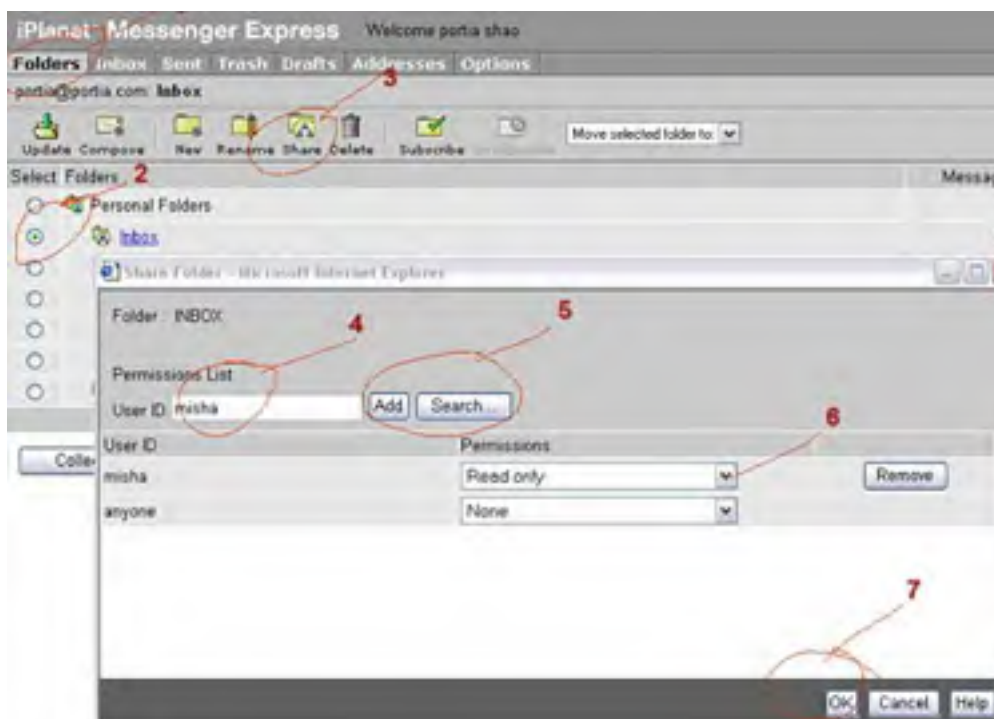 iPlanet Messenger Express Welcome portia shao
Folders Inbox Sent Trash Drafts Addresses Options
3
portia@portia.com: Inbox
Update Compose New Rename Share Delete Subscribe
Move selected folder to:
Select Folders 2
Messag
Personal Folders
Inbox
Share Folder - Microsoft Internet Explorer
Folder : INBOX
4
5
Permissions List
User ID: misha Add Search...
6
User ID Permissions
Colle
misha Read only Remove
anyone None
7
OK Cancel Help